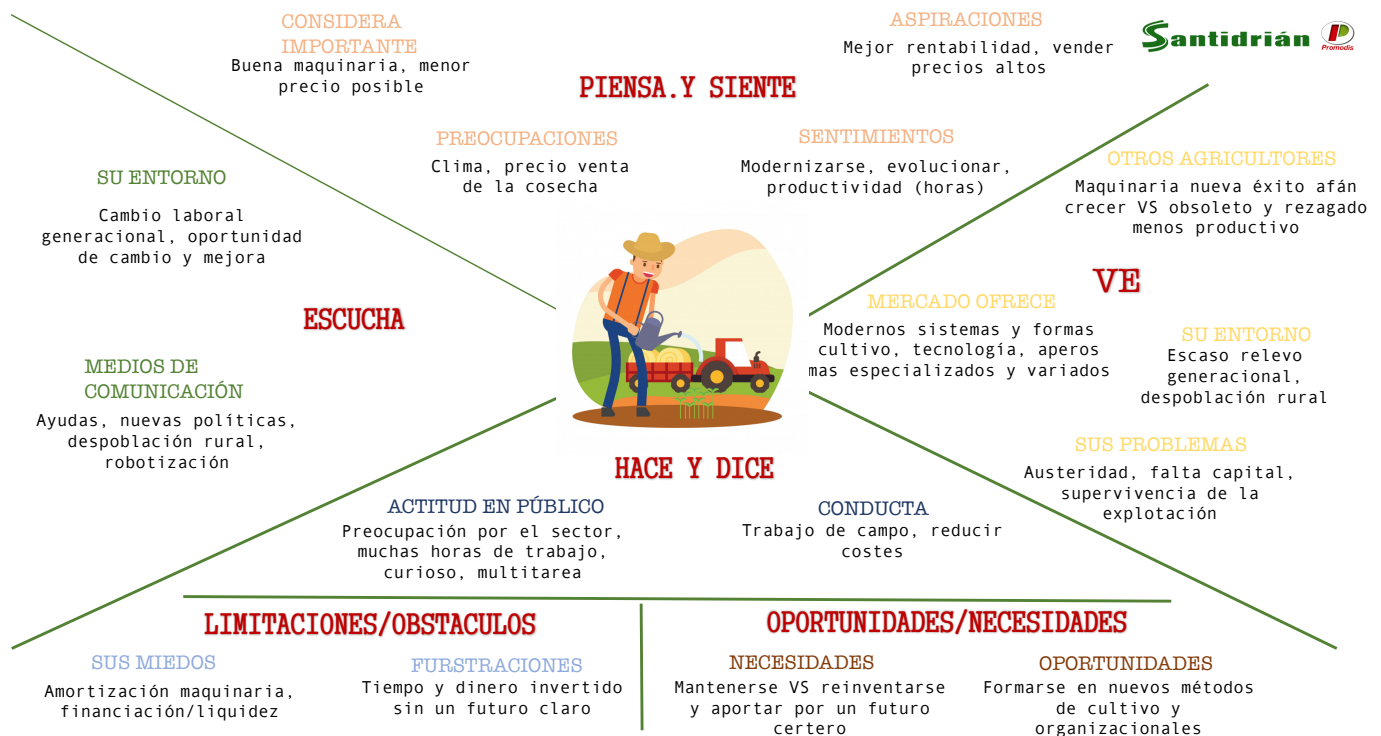 CONSIDERA
IMPORTANTE
Buena maquinaria, menor
precio posible
ASPIRACIONES
Mejor rentabilidad, vender
precios altos
Santidrián
Promodis
PIENSA.Y SIENTE
PREOCUPACIONES
Clima, precio venta
de la cosecha
SENTIMIENTOS
Modernizarse, evolucionar,
productividad (horas)
SU ENTORNO
Cambio laboral
generacional, oportunidad
de cambio y mejora
ESCUCHA
MEDIOS DE
COMUNICACIÓN
Ayudas, nuevas políticas,
despoblación rural,
robotización
OTROS AGRICULTORES
Maquinaria nueva éxito afán
crecer VS obsoleto y rezagado
menos productivo
VE
MERCADO OFRECE
Modernos sistemas y formas
cultivo, tecnología, aperos
mas especializados y variados
SU ENTORNO
Escaso relevo
generacional,
despoblación rural
SUS PROBLEMAS
Austeridad, falta capital,
supervivencia de la
explotación
HACE Y DICE
ACTITUD EN PÚBLICO
Preocupación por el sector,
muchas horas de trabajo,
curioso, multitarea
CONDUCTA
Trabajo de campo, reducir
costes
LIMITACIONES/OBSTACULOS
SUS MIEDOS
Amortización maquinaria,
financiación/liquidez
FURSTRACIONES
Tiempo y dinero invertido
sin un futuro claro
OPORTUNIDADES/NECESIDADES
NECESIDADES
Mantenerse VS reinventarse
y aportar por un futuro
certero
OPORTUNIDADES
Formarse en nuevos métodos
de cultivo y
organizacionales